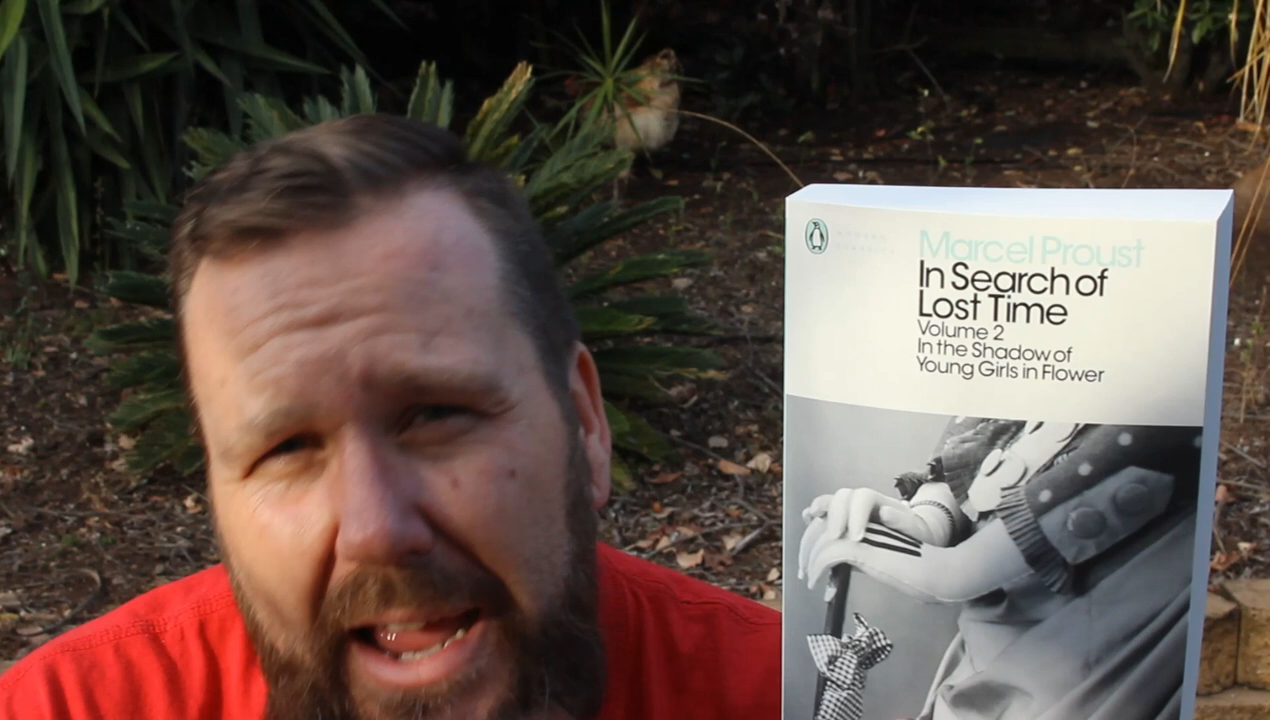 Marcel Proust
In Search of
Lost Time
Volume 2
In the Shadow of
Young Girls in Flower